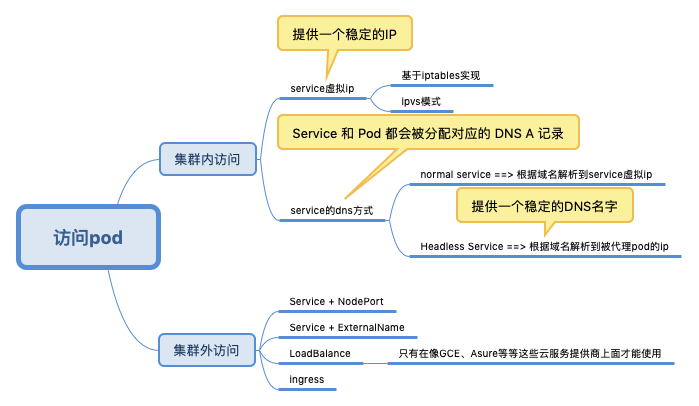 提供一个稳定的IP
service虚拟ip
基于iptables实现
ipvs模式
Service 和 Pod 都会被分配对应的 DNS A 记录
集群内访问
normal service ==> 根据域名解析到service虚拟ip
提供一个稳定的DNS名字
service的dns方式
访问pod
Headless Service ==> 根据域名解析到被代理pod的ip
Service + NodePort
Service + ExternalName
集群外访问
LoadBalance
只有在像GCE、Asure等等这些云服务提供商上面才能使用
ingress